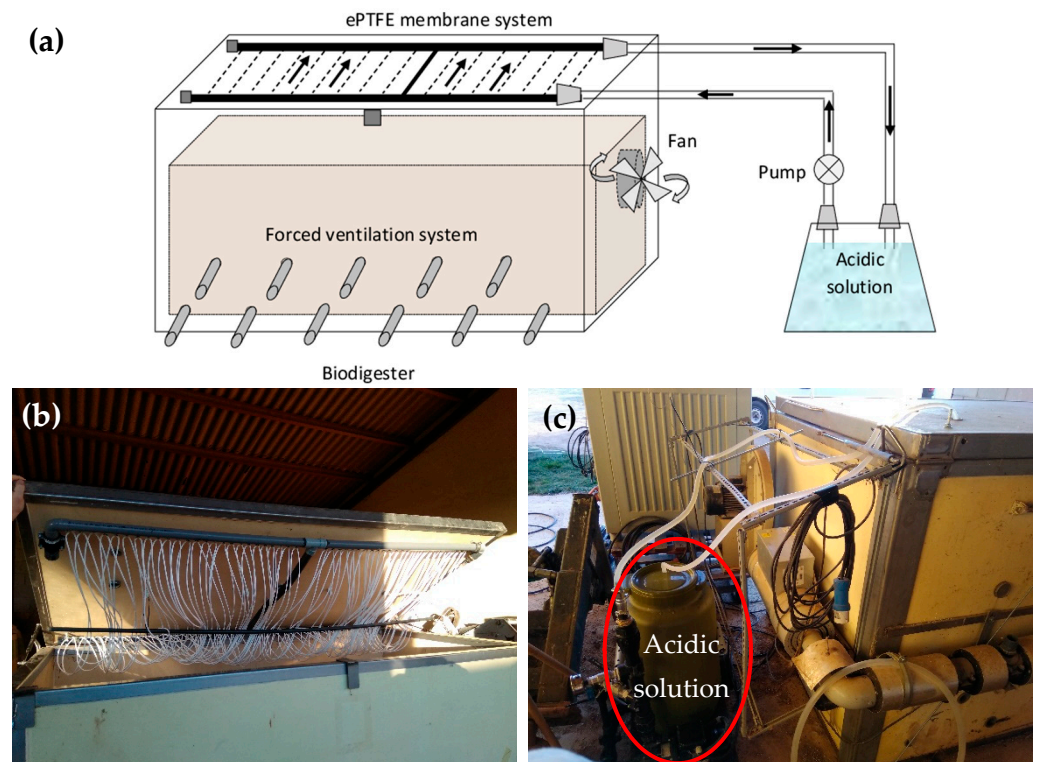 ePTFE membrane system
(a)
Fan
Pump
Forced ventilation system
Acidic
solution
Biodigester
(b)
(c)
Acidic
solution